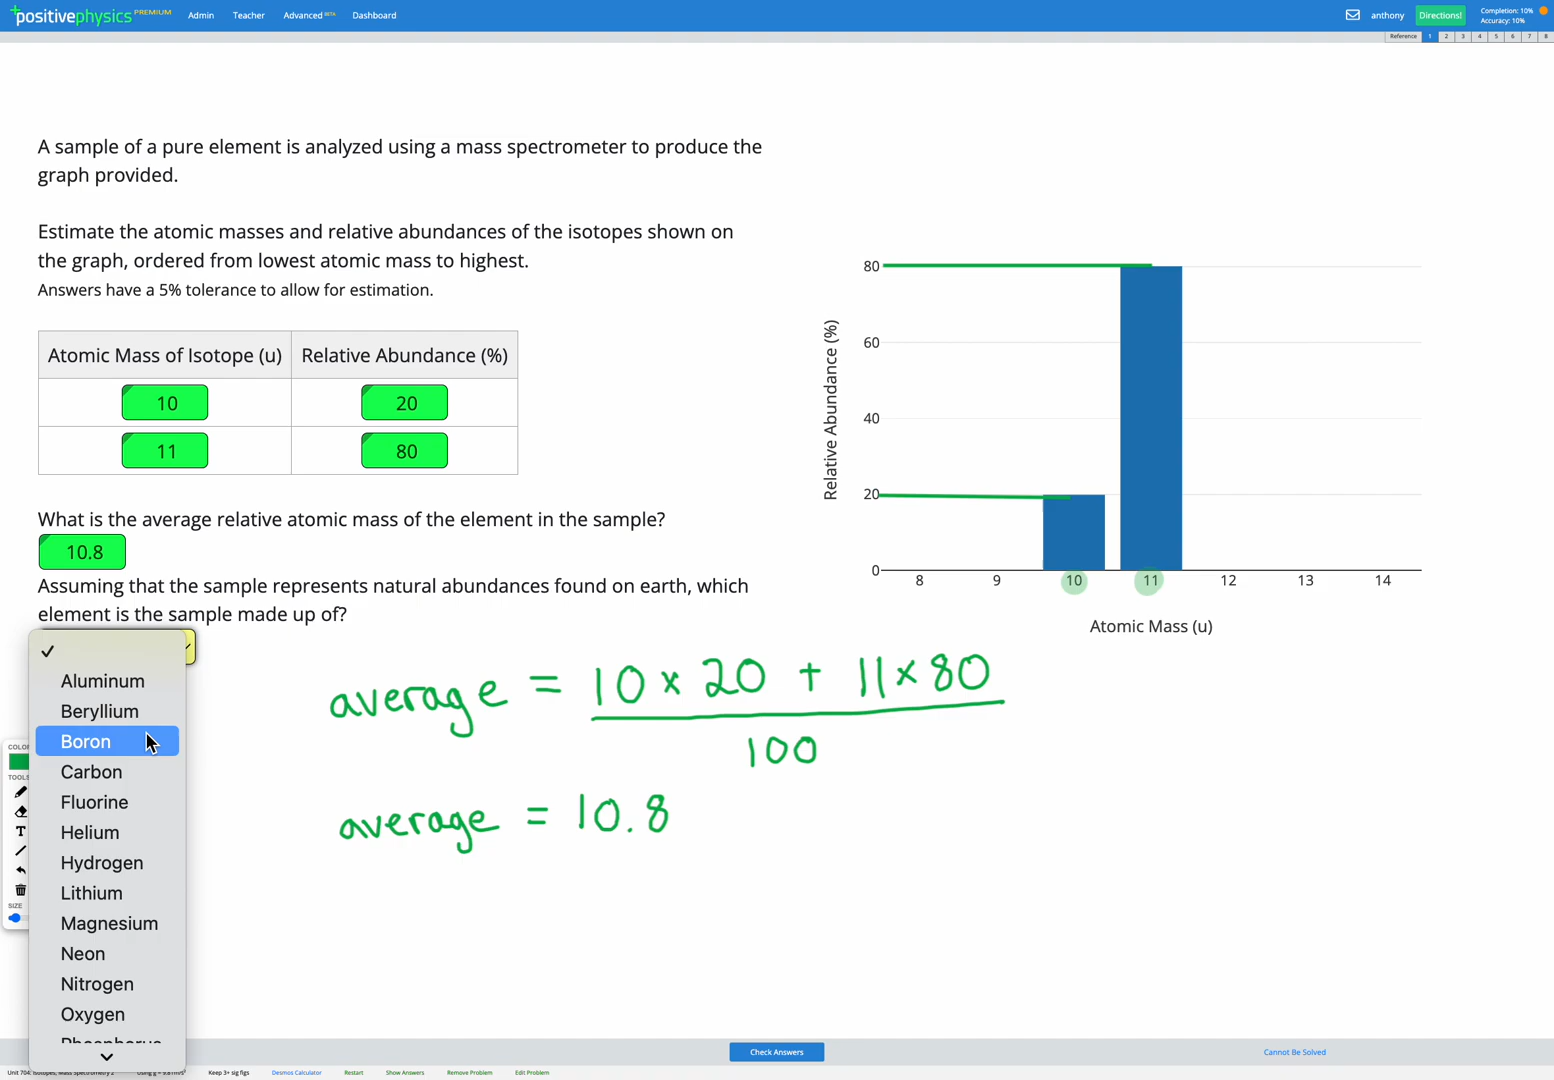 +positivephysics PREMIUM Admin Teacher Advanced BETA Dashboard anthony Directions! Completion: 10%
Accuracy: 10%
Reference 1 2 3 4 5 6 7 8
A sample of a pure element is analyzed using a mass spectrometer to produce the
graph provided.
Estimate the atomic masses and relative abundances of the isotopes shown on
the graph, ordered from lowest atomic mass to highest.
Answers have a 5% tolerance to allow for estimation.
Atomic Mass of Isotope (u) Relative Abundance (%)
10 20
11 80
What is the average relative atomic mass of the element in the sample?
10.8
Assuming that the sample represents natural abundances found on earth, which
element is the sample made up of?
✓
Aluminum
Beryllium
Boron
Carbon
Fluorine
Helium
Hydrogen
Lithium
Magnesium
Neon
Nitrogen
Oxygen
TOOLS
T
SIZE
Relative Abundance (%)
80
60
40
20
0
8 9 10 11 12 13 14
Atomic Mass (u)
average = 10 × 20 + 11 × 80
100
average = 10.8
Check Answers Cannot Be Solved
Keep 3+ sig figs Desmos Calculator Restart Show Answers Remove Problem Edit Problem